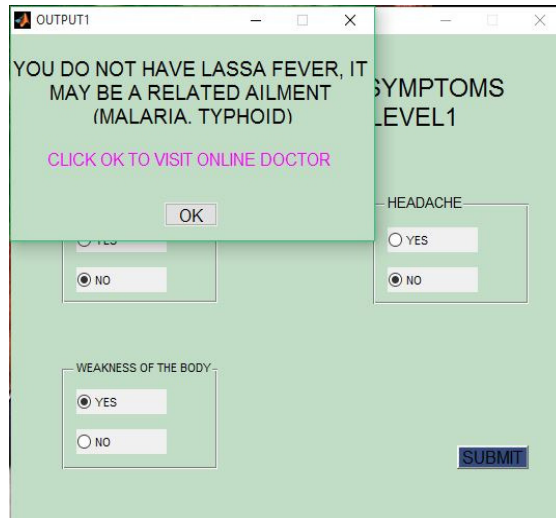 OUTPUT1
YOU DO NOT HAVE LASSA FEVER, IT
MAY BE A RELATED AILMENT
(MALARIA. TYPHOID)
CLICK OK TO VISIT ONLINE DOCTOR
OK
SYMPTOMS
LEVEL1
YES
NO
HEADACHE
YES
NO
WEAKNESS OF THE BODY
YES
NO
SUBMIT